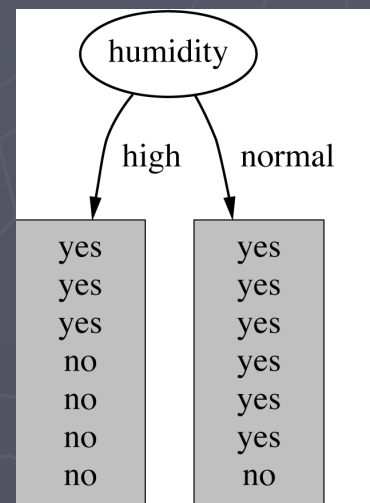 humidity
high normal
yes yes
yes yes
yes yes
no yes
no yes
no yes
no no